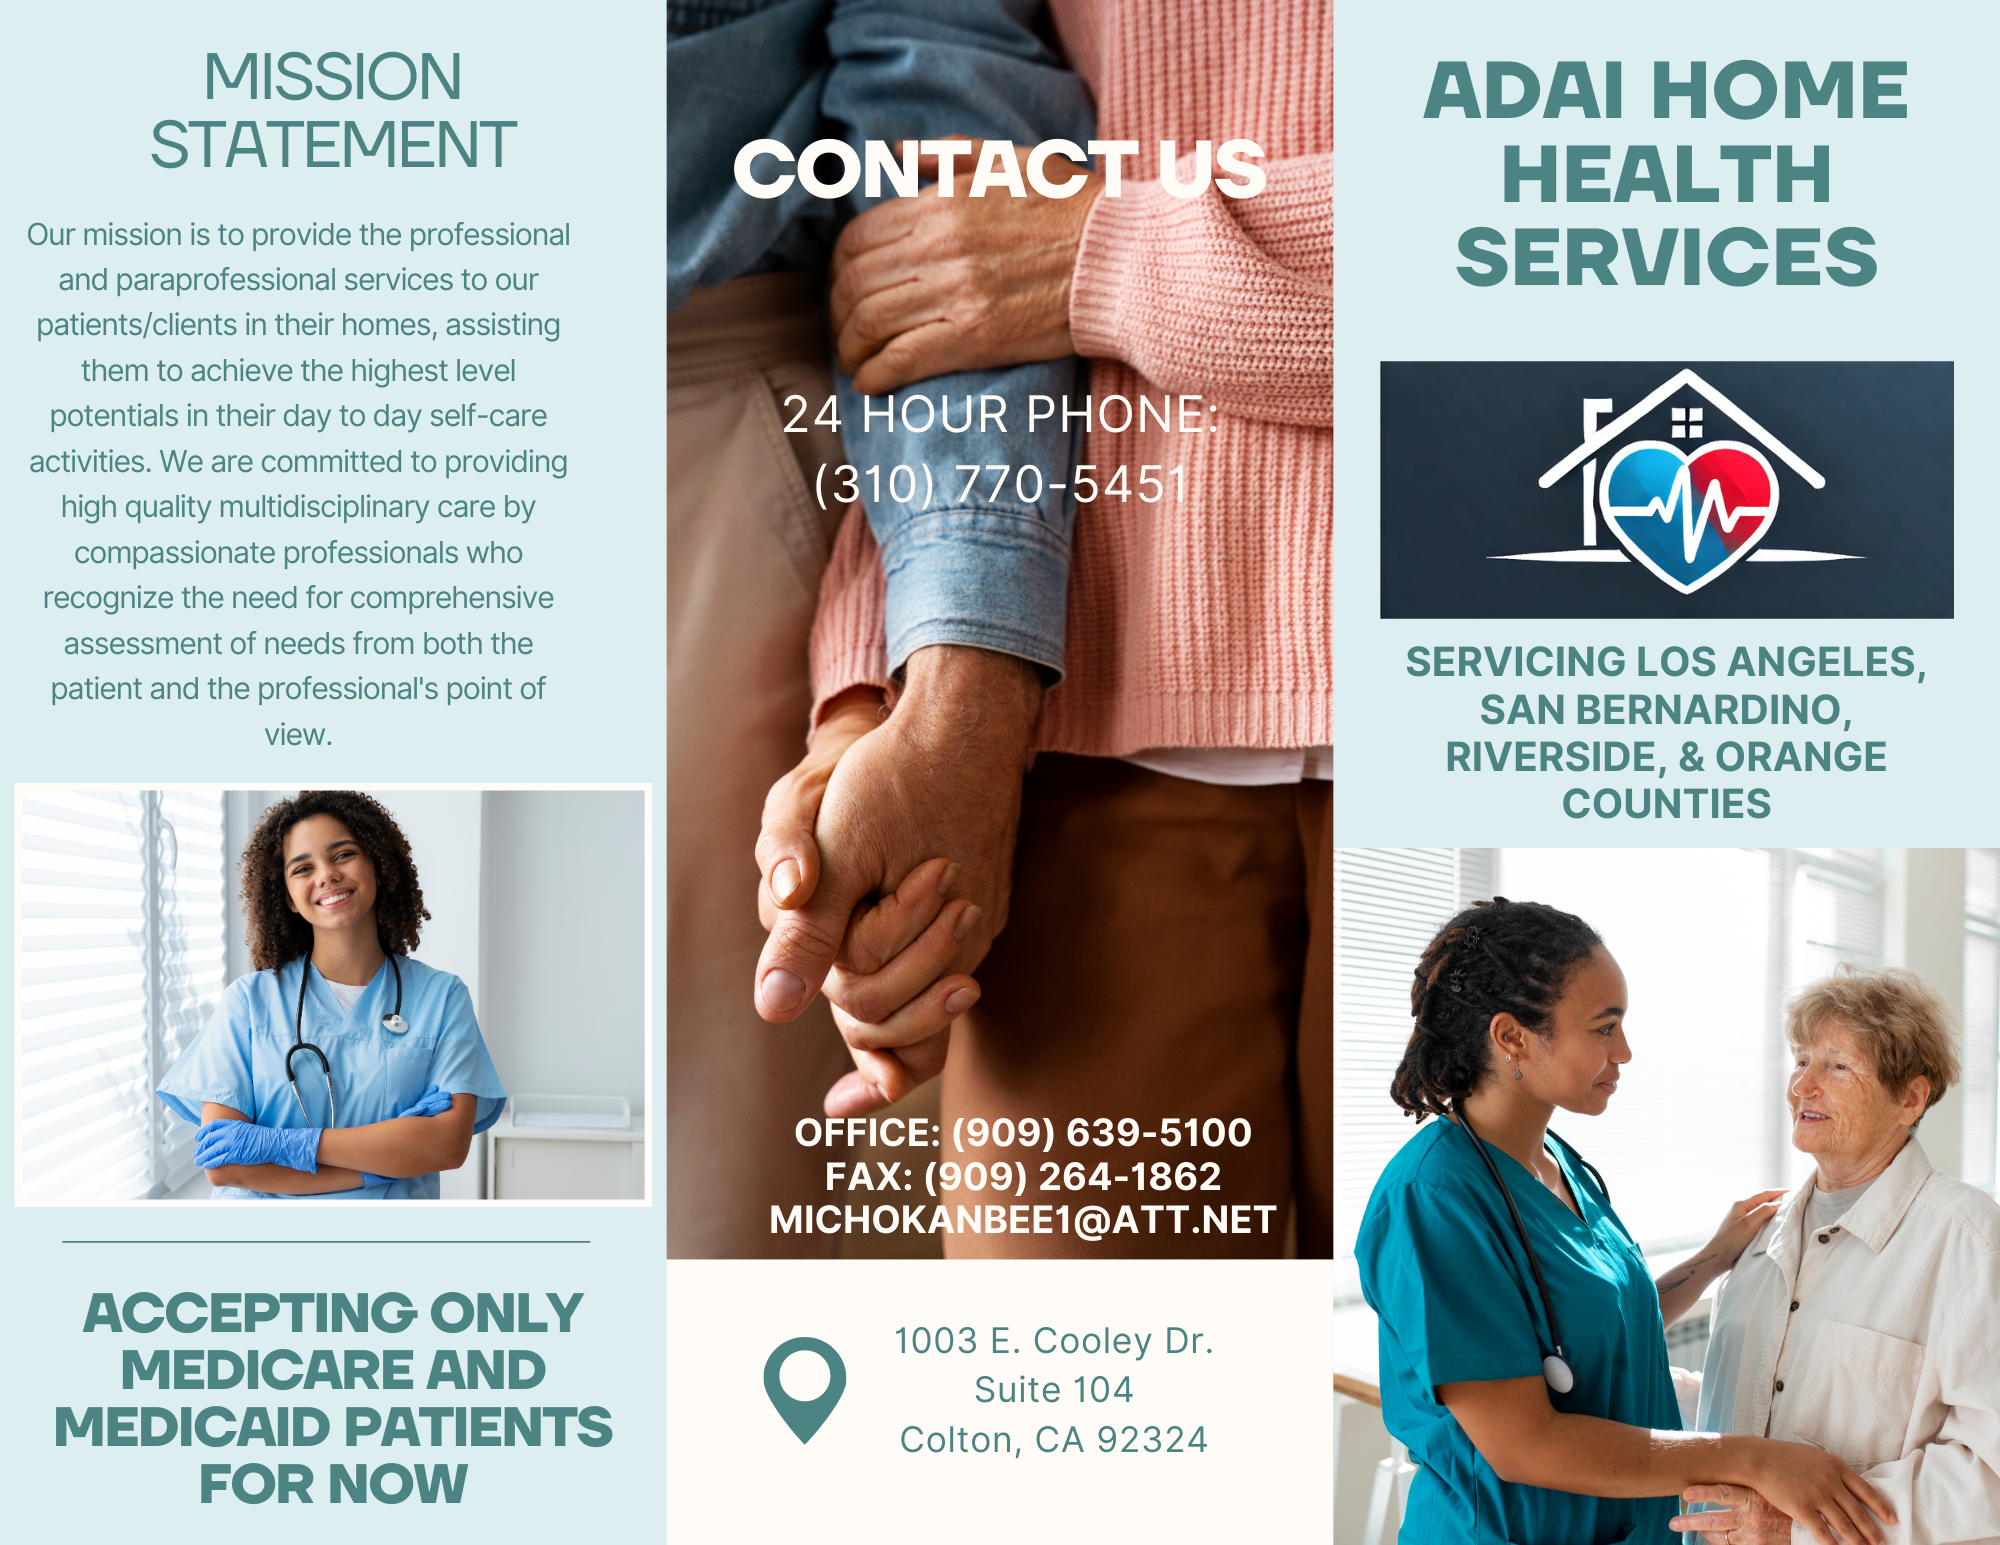 MISSION
STATEMENT
Our mission is to provide the professional
and paraprofessional services to our
patients/clients in their homes, assisting
them to achieve the highest level
potentials in their day to day self-care
activities. We are committed to providing
high quality multidisciplinary care by
compassionate professionals who
recognize the need for comprehensive
assessment of needs from both the
patient and the professional's point of
view.
ACCEPTING ONLY
MEDICARE AND
MEDICAID PATIENTS
FOR NOW
CONTACT US
24 HOUR PHONE:
(310) 770-5451
OFFICE: (909) 639-5100
FAX: (909) 264-1862
MICHOKANBEE1@ATT.NET
1003 E. Cooley Dr.
Suite 104
Colton, CA 92324
ADAI HOME
HEALTH
SERVICES
SERVICING LOS ANGELES,
SAN BERNARDINO,
RIVERSIDE, & ORANGE
COUNTIES